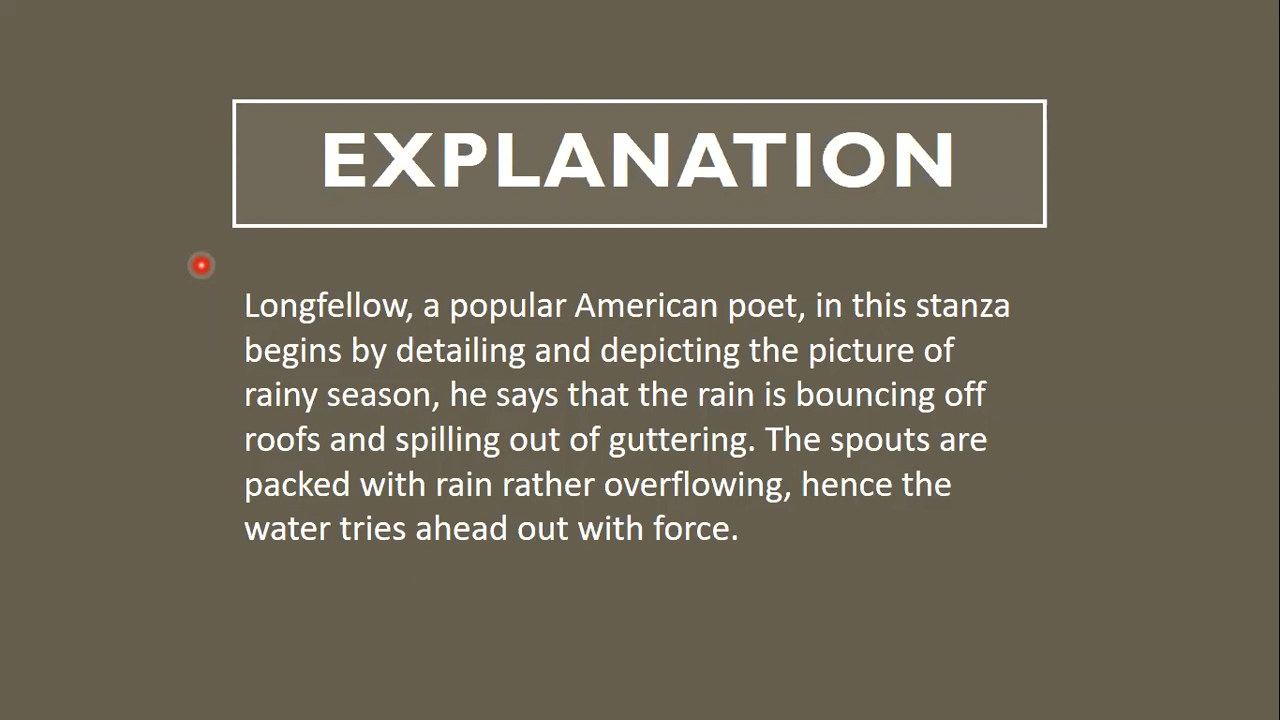 EXPLANATION
Longfellow, a popular American poet, in this stanza
begins by detailing and depicting the picture of
rainy season, he says that the rain is bouncing off
roofs and spilling out of guttering. The spouts are
packed with rain rather overflowing, hence the
water tries ahead out with force.